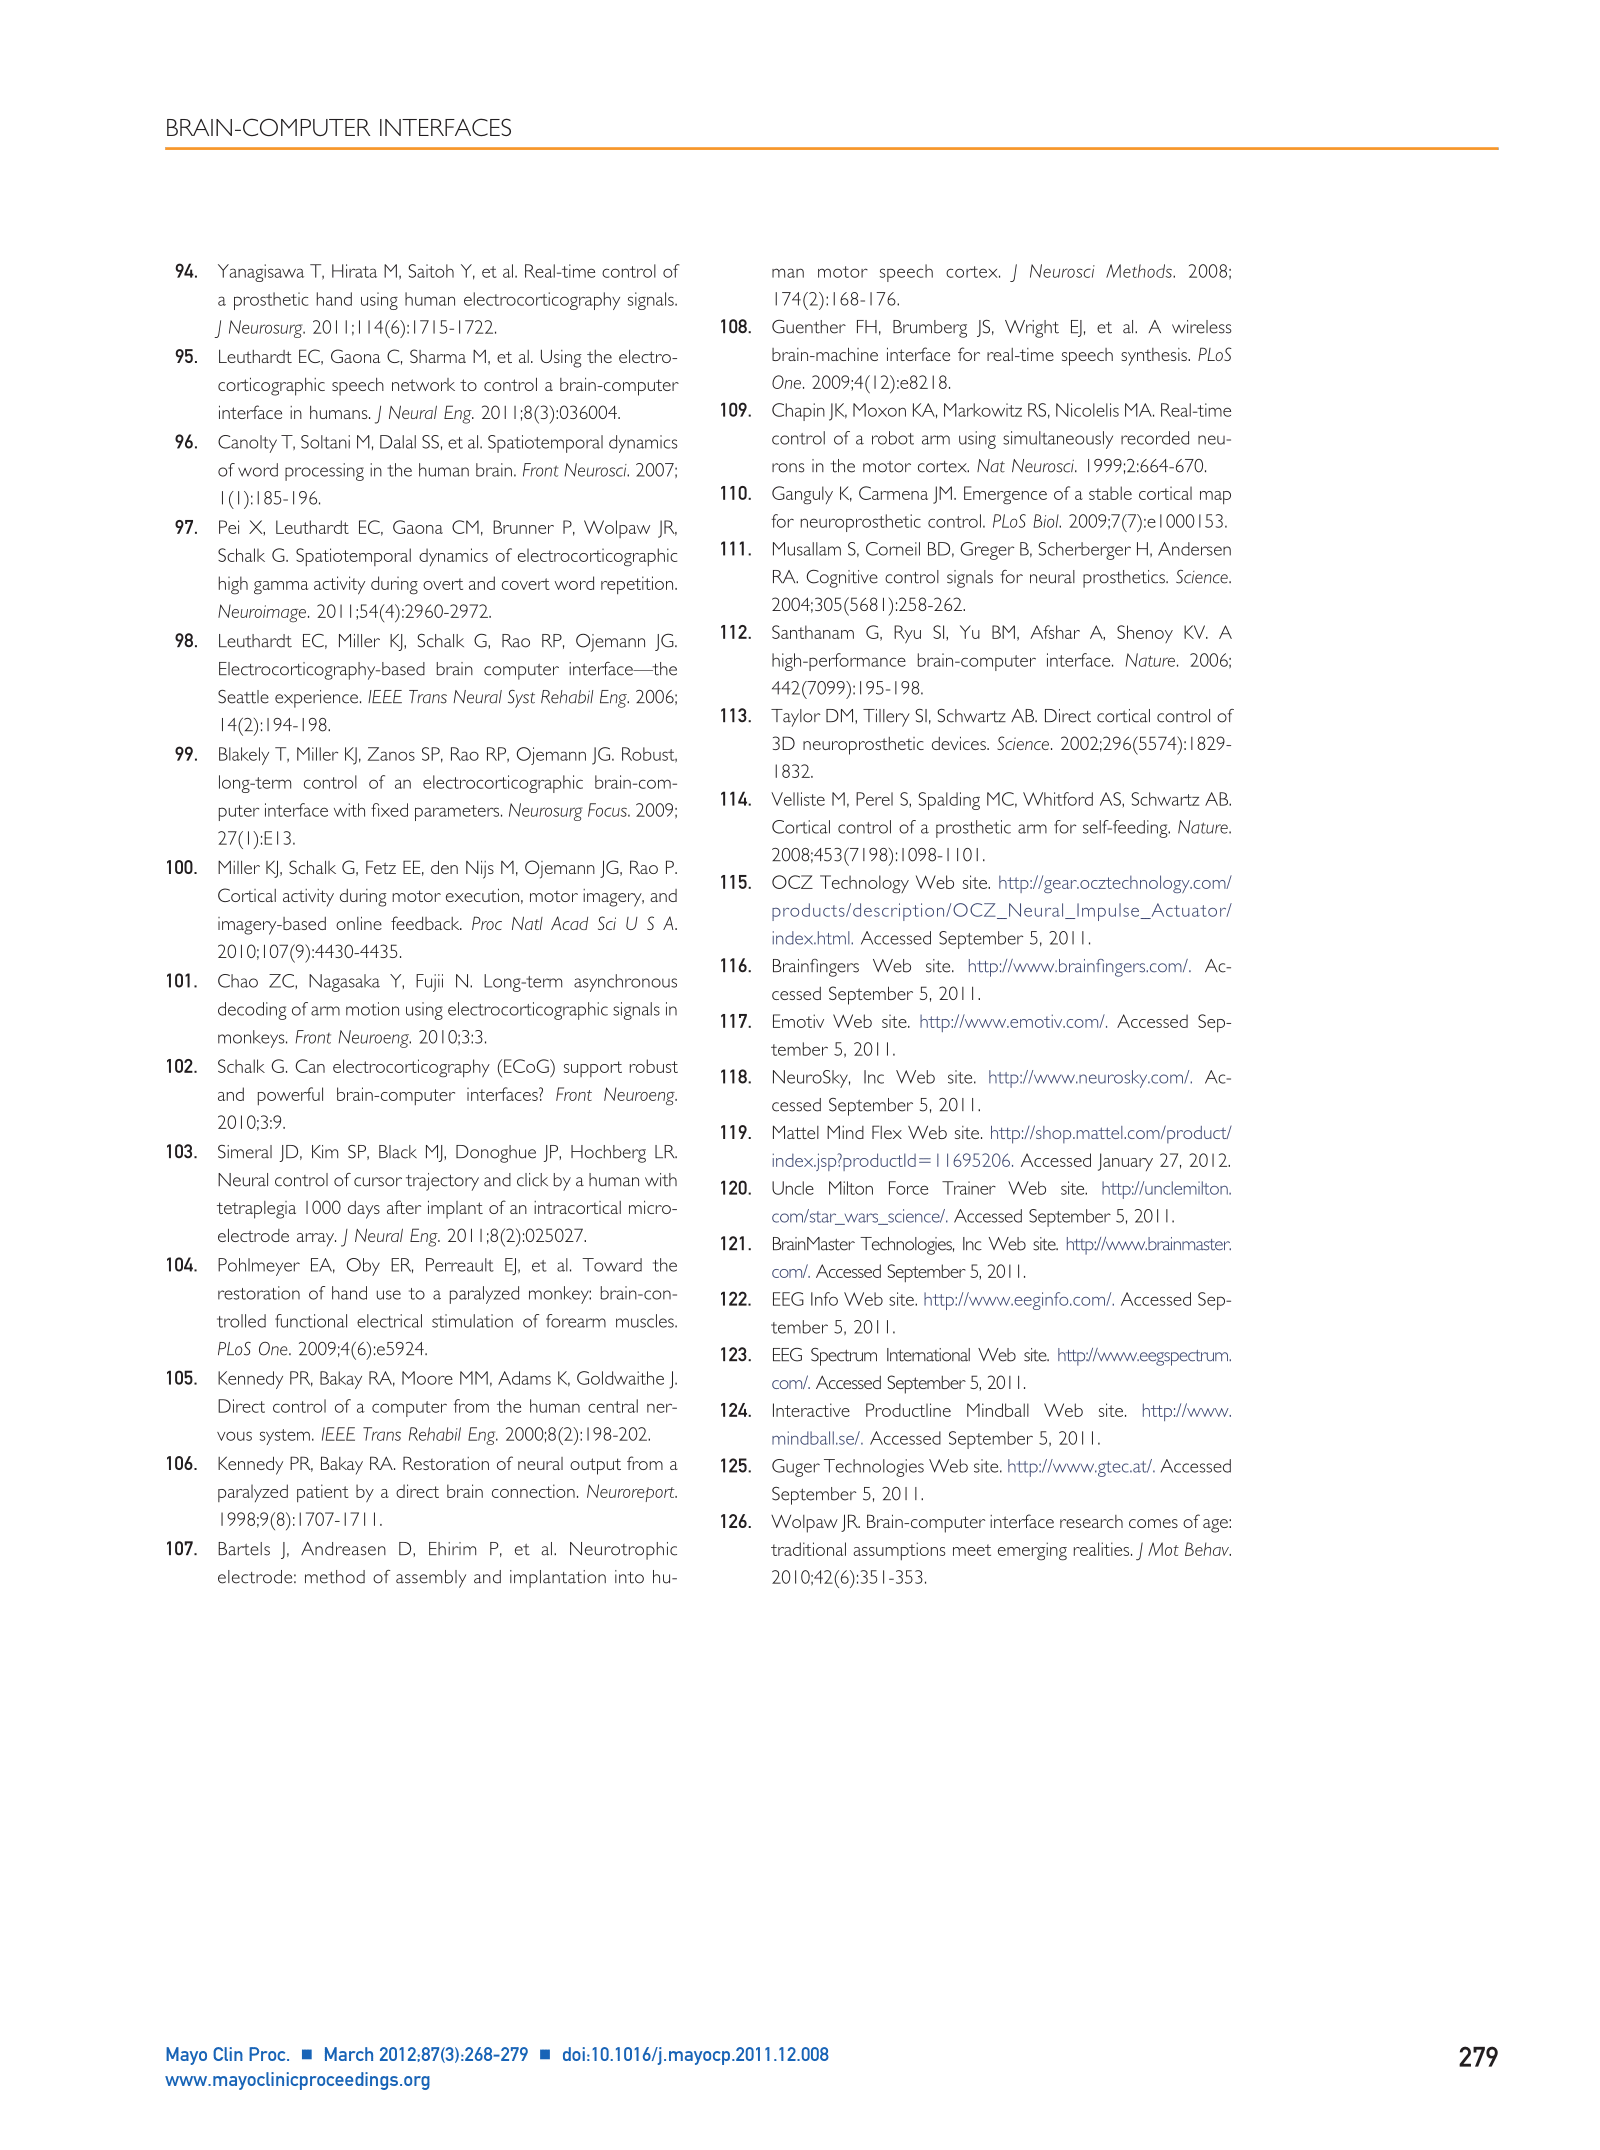 BRAIN-COMPUTER INTERFACES
94. Yanagisawa T, Hirata M, Saitoh Y, et al. Real-time control of
a prosthetic hand using human electrocorticography signals.
J Neurosurg. 2011;114(6):1715-1722.
95. Leuthardt EC, Gaona C, Sharma M, et al. Using the electro-
corticographic speech network to control a brain-computer
interface in humans. J Neural Eng. 2011;8(3):036004.
96. Canolty T, Soltani M, Dalal SS, et al. Spatiotemporal dynamics
of word processing in the human brain. Front Neurosci. 2007;
1(1):185-196.
97. Pei X, Leuthardt EC, Gaona CM, Brunner P, Wolpaw JR,
Schalk G. Spatiotemporal dynamics of electrocorticographic
high gamma activity during overt and covert word repetition.
Neuroimage. 2011;54(4):2960-2972.
98. Leuthardt EC, Miller KJ, Schalk G, Rao RP, Ojemann JG.
Electrocorticography-based brain computer interface—the
Seattle experience. IEEE Trans Neural Syst Rehabil Eng. 2006;
14(2):194-198.
99. Blakely T, Miller KJ, Zanos SP, Rao RP, Ojemann JG. Robust,
long-term control of an electrocorticographic brain-com-
puter interface with fixed parameters. Neurosurg Focus. 2009;
27(1):E13.
100. Miller KJ, Schalk G, Fetz EE, den Nijs M, Ojemann JG, Rao P.
Cortical activity during motor execution, motor imagery, and
imagery-based online feedback. Proc Natl Acad Sci U S A.
2010;107(9):4430-4435.
101. Chao ZC, Nagasaka Y, Fujii N. Long-term asynchronous
decoding of arm motion using electrocorticographic signals in
monkeys. Front Neuroeng. 2010;3:3.
102. Schalk G. Can electrocorticography (ECoG) support robust
and powerful brain-computer interfaces? Front Neuroeng.
2010;3:9.
103. Simeral JD, Kim SP, Black MJ, Donoghue JP, Hochberg LR.
Neural control of cursor trajectory and click by a human with
tetraplegia 1000 days after implant of an intracortical micro-
electrode array. J Neural Eng. 2011;8(2):025027.
104. Pohlmeyer EA, Oby ER, Perreault EJ, et al. Toward the
restoration of hand use to a paralyzed monkey: brain-con-
trolled functional electrical stimulation of forearm muscles.
PLoS One. 2009;4(6):e5924.
105. Kennedy PR, Bakay RA, Moore MM, Adams K, Goldwaithe J.
Direct control of a computer from the human central ner-
vous system. IEEE Trans Rehabil Eng. 2000;8(2):198-202.
106. Kennedy PR, Bakay RA. Restoration of neural output from a
paralyzed patient by a direct brain connection. Neuroreport.
1998;9(8):1707-1711.
107. Bartels J, Andreasen D, Ehirim P, et al. Neurotrophic
electrode: method of assembly and implantation into hu-
man motor speech cortex. J Neurosci Methods. 2008;
174(2):168-176.
108. Guenther FH, Brumberg JS, Wright EJ, et al. A wireless
brain-machine interface for real-time speech synthesis. PLoS
One. 2009;4(12):e8218.
109. Chapin JK, Moxon KA, Markowitz RS, Nicolelis MA. Real-time
control of a robot arm using simultaneously recorded neu-
rons in the motor cortex. Nat Neurosci. 1999;2:664-670.
110. Ganguly K, Carmena JM. Emergence of a stable cortical map
for neuroprosthetic control. PLoS Biol. 2009;7(7):e1000153.
111. Musallam S, Corneil BD, Greger B, Scherberger H, Andersen
RA. Cognitive control signals for neural prosthetics. Science.
2004;305(5681):258-262.
112. Santhanam G, Ryu SI, Yu BM, Afshar A, Shenoy KV. A
high-performance brain-computer interface. Nature. 2006;
442(7099):195-198.
113. Taylor DM, Tillery SI, Schwartz AB. Direct cortical control of
3D neuroprosthetic devices. Science. 2002;296(5574):1829-
1832.
114. Velliste M, Perel S, Spalding MC, Whitford AS, Schwartz AB.
Cortical control of a prosthetic arm for self-feeding. Nature.
2008;453(7198):1098-1101.
115. OCZ Technology Web site. http://gear.ocztechnology.com/
products/description/OCZ_Neural_Impulse_Actuator/
index.html. Accessed September 5, 2011.
116. Brainfingers Web site. http://www.brainfingers.com/. Ac-
cessed September 5, 2011.
117. Emotiv Web site. http://www.emotiv.com/. Accessed Sep-
tember 5, 2011.
118. NeuroSky, Inc Web site. http://www.neurosky.com/. Ac-
cessed September 5, 2011.
119. Mattel Mind Flex Web site. http://shop.mattel.com/product/
index.jsp?productId=11695206. Accessed January 27, 2012.
120. Uncle Milton Force Trainer Web site. http://unclemilton.
com/star_wars_science/. Accessed September 5, 2011.
121. BrainMaster Technologies, Inc Web site. http://www.brainmaster.
com/. Accessed September 5, 2011.
122. EEG Info Web site. http://www.eeginfo.com/. Accessed Sep-
tember 5, 2011.
123. EEG Spectrum International Web site. http://www.eegspectrum.
com/. Accessed September 5, 2011.
124. Interactive Productline Mindball Web site. http://www.
mindball.se/. Accessed September 5, 2011.
125. Guger Technologies Web site. http://www.gtec.at/. Accessed
September 5, 2011.
126. Wolpaw JR. Brain-computer interface research comes of age:
traditional assumptions meet emerging realities. J Mot Behav.
2010;42(6):351-353.
Mayo Clin Proc. ■ March 2012;87(3):268-279 ■ doi:10.1016/j.mayocp.2011.12.008
www.mayoclinicproceedings.org
279